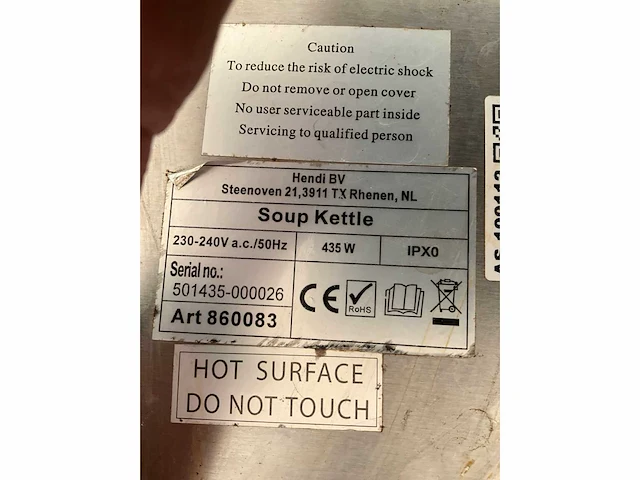 Caution
To reduce the risk of electric shock
Do not remove or open cover
No user serviceable part inside
Servicing to qualified person
Hendi BV
Steenoven 21,3911 TX Rhenen, NL
Soup Kettle
230-240V a.c./50Hz 435 W IPX0
Serial no.:
501435-000026
Art 860083
CE RoHS
HOT SURFACE
DO NOT TOUCH